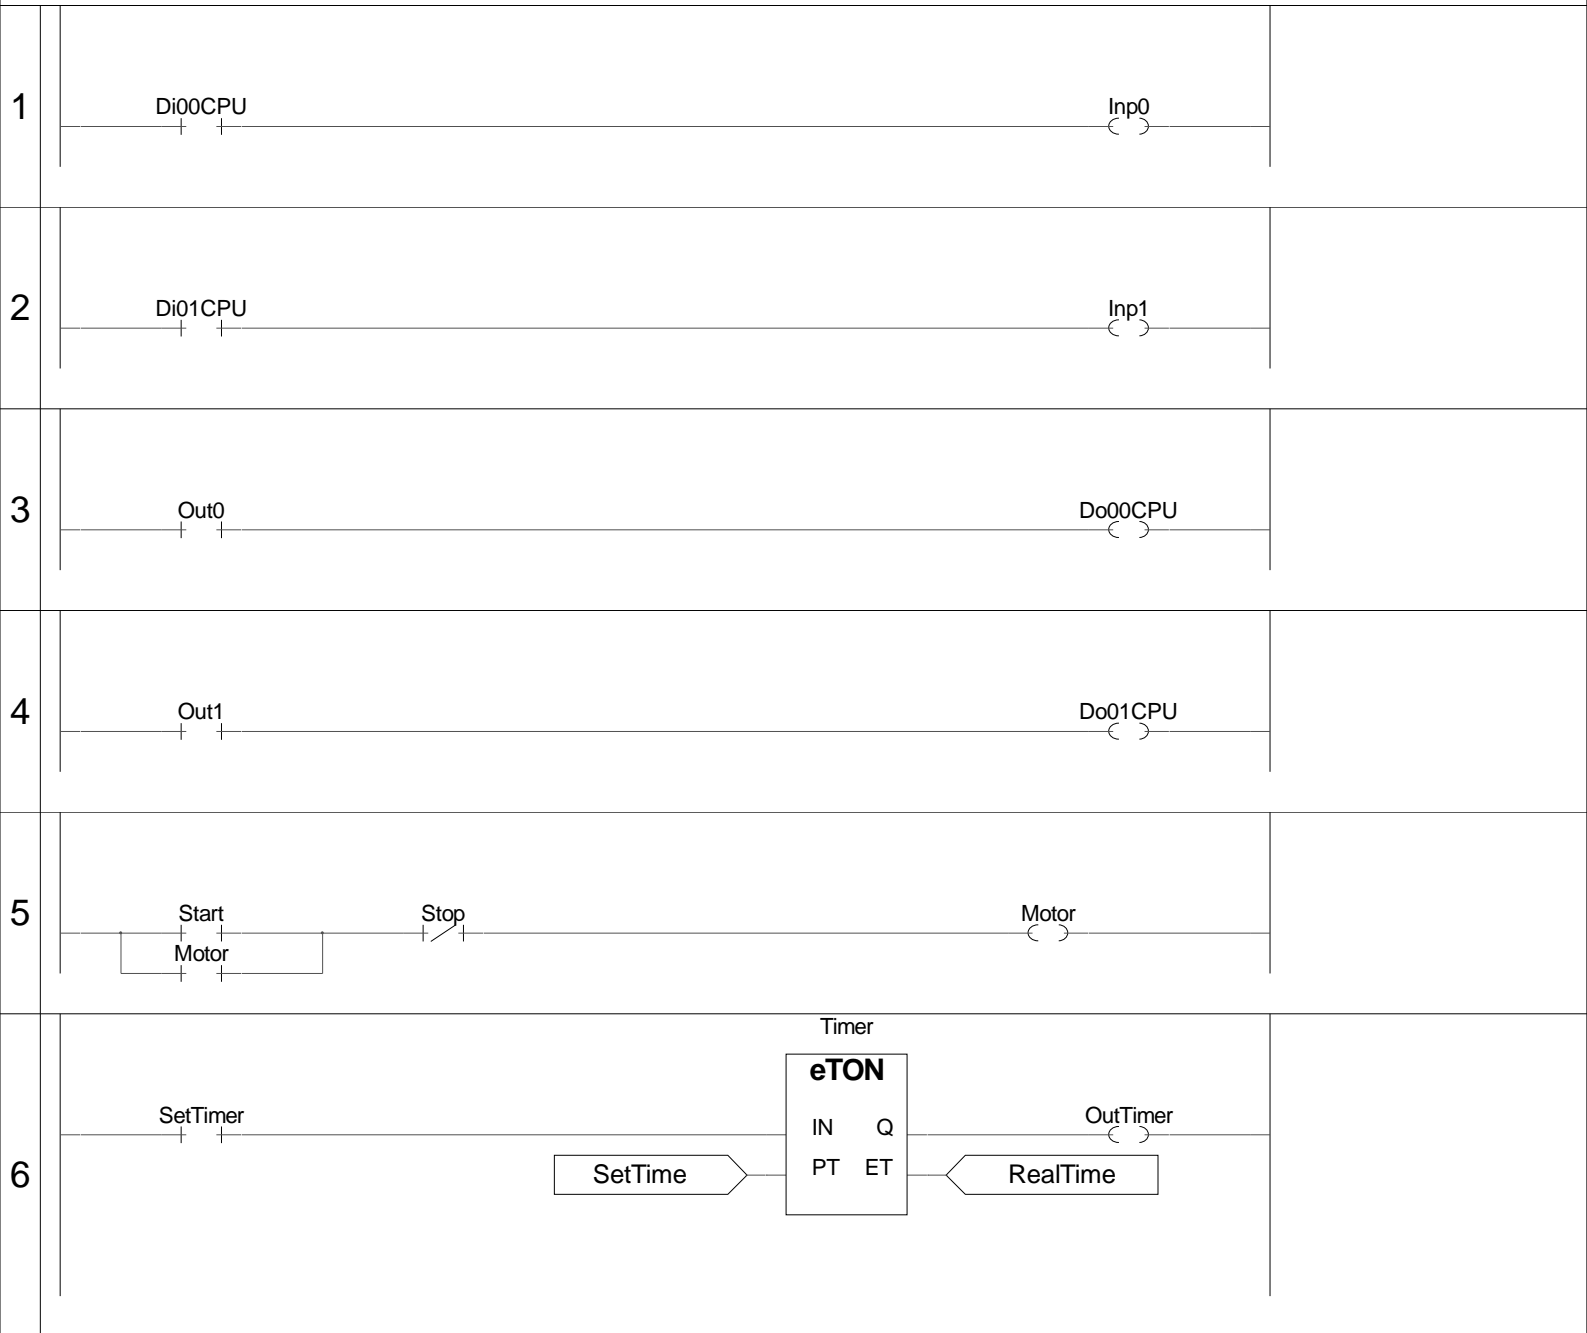 1
Di00CPU
Inp0
2
Di01CPU
Inp1
3
Out0
Do00CPU
4
Out1
Do01CPU
5
Start
Stop
Motor
Motor
Timer
eTON
SetTimer
IN Q
OutTimer
6
SetTime
PT ET
RealTime